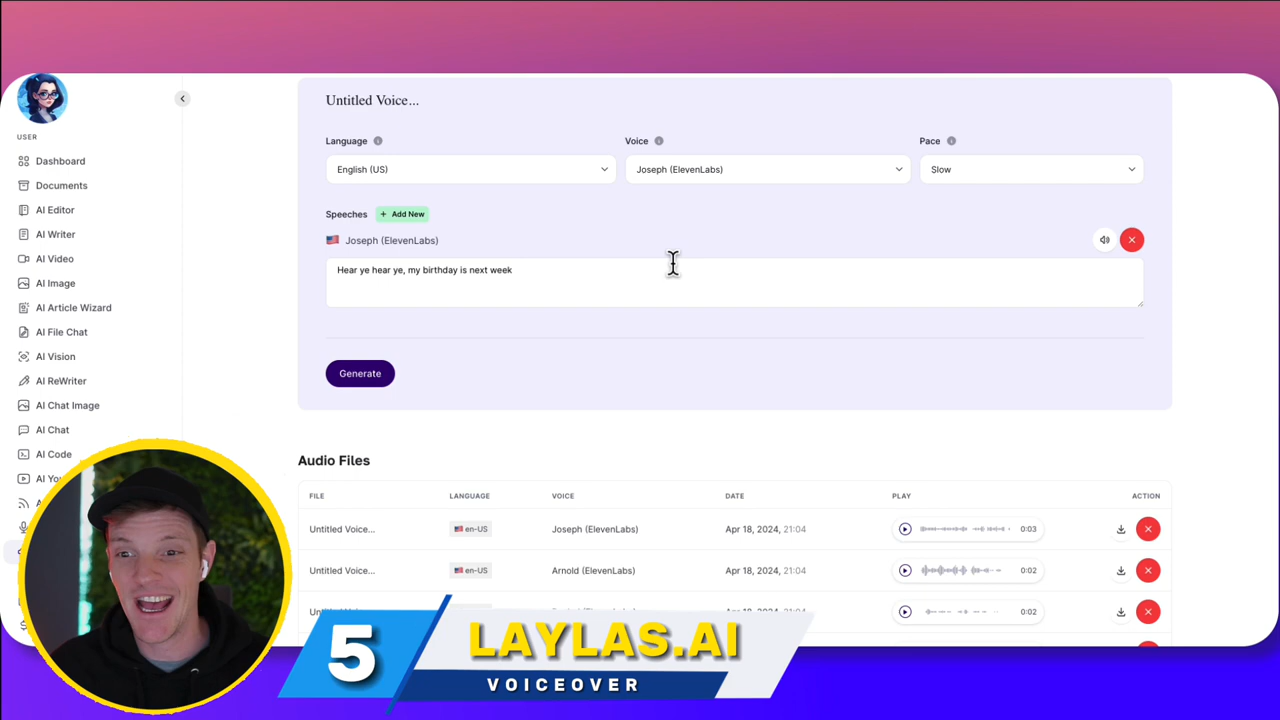 Untitled Voice...
Language Voice Pace
English (US) Joseph (ElevenLabs) Slow
Speeches + Add New
Joseph (ElevenLabs)
Hear ye hear ye, my birthday is next week
Generate
USER
Dashboard
Documents
AI Editor
AI Writer
AI Video
AI Image
AI Article Wizard
AI File Chat
AI Vision
AI ReWriter
AI Chat Image
AI Chat
AI Code
Audio Files
FILE LANGUAGE VOICE DATE PLAY ACTION
Untitled Voice... en-US Joseph (ElevenLabs) Apr 18, 2024, 21:04 0:03
Untitled Voice... en-US Arnold (ElevenLabs) Apr 18, 2024, 21:04 0:02
0:02
5 LAYLAS.AI
VOICEOVER